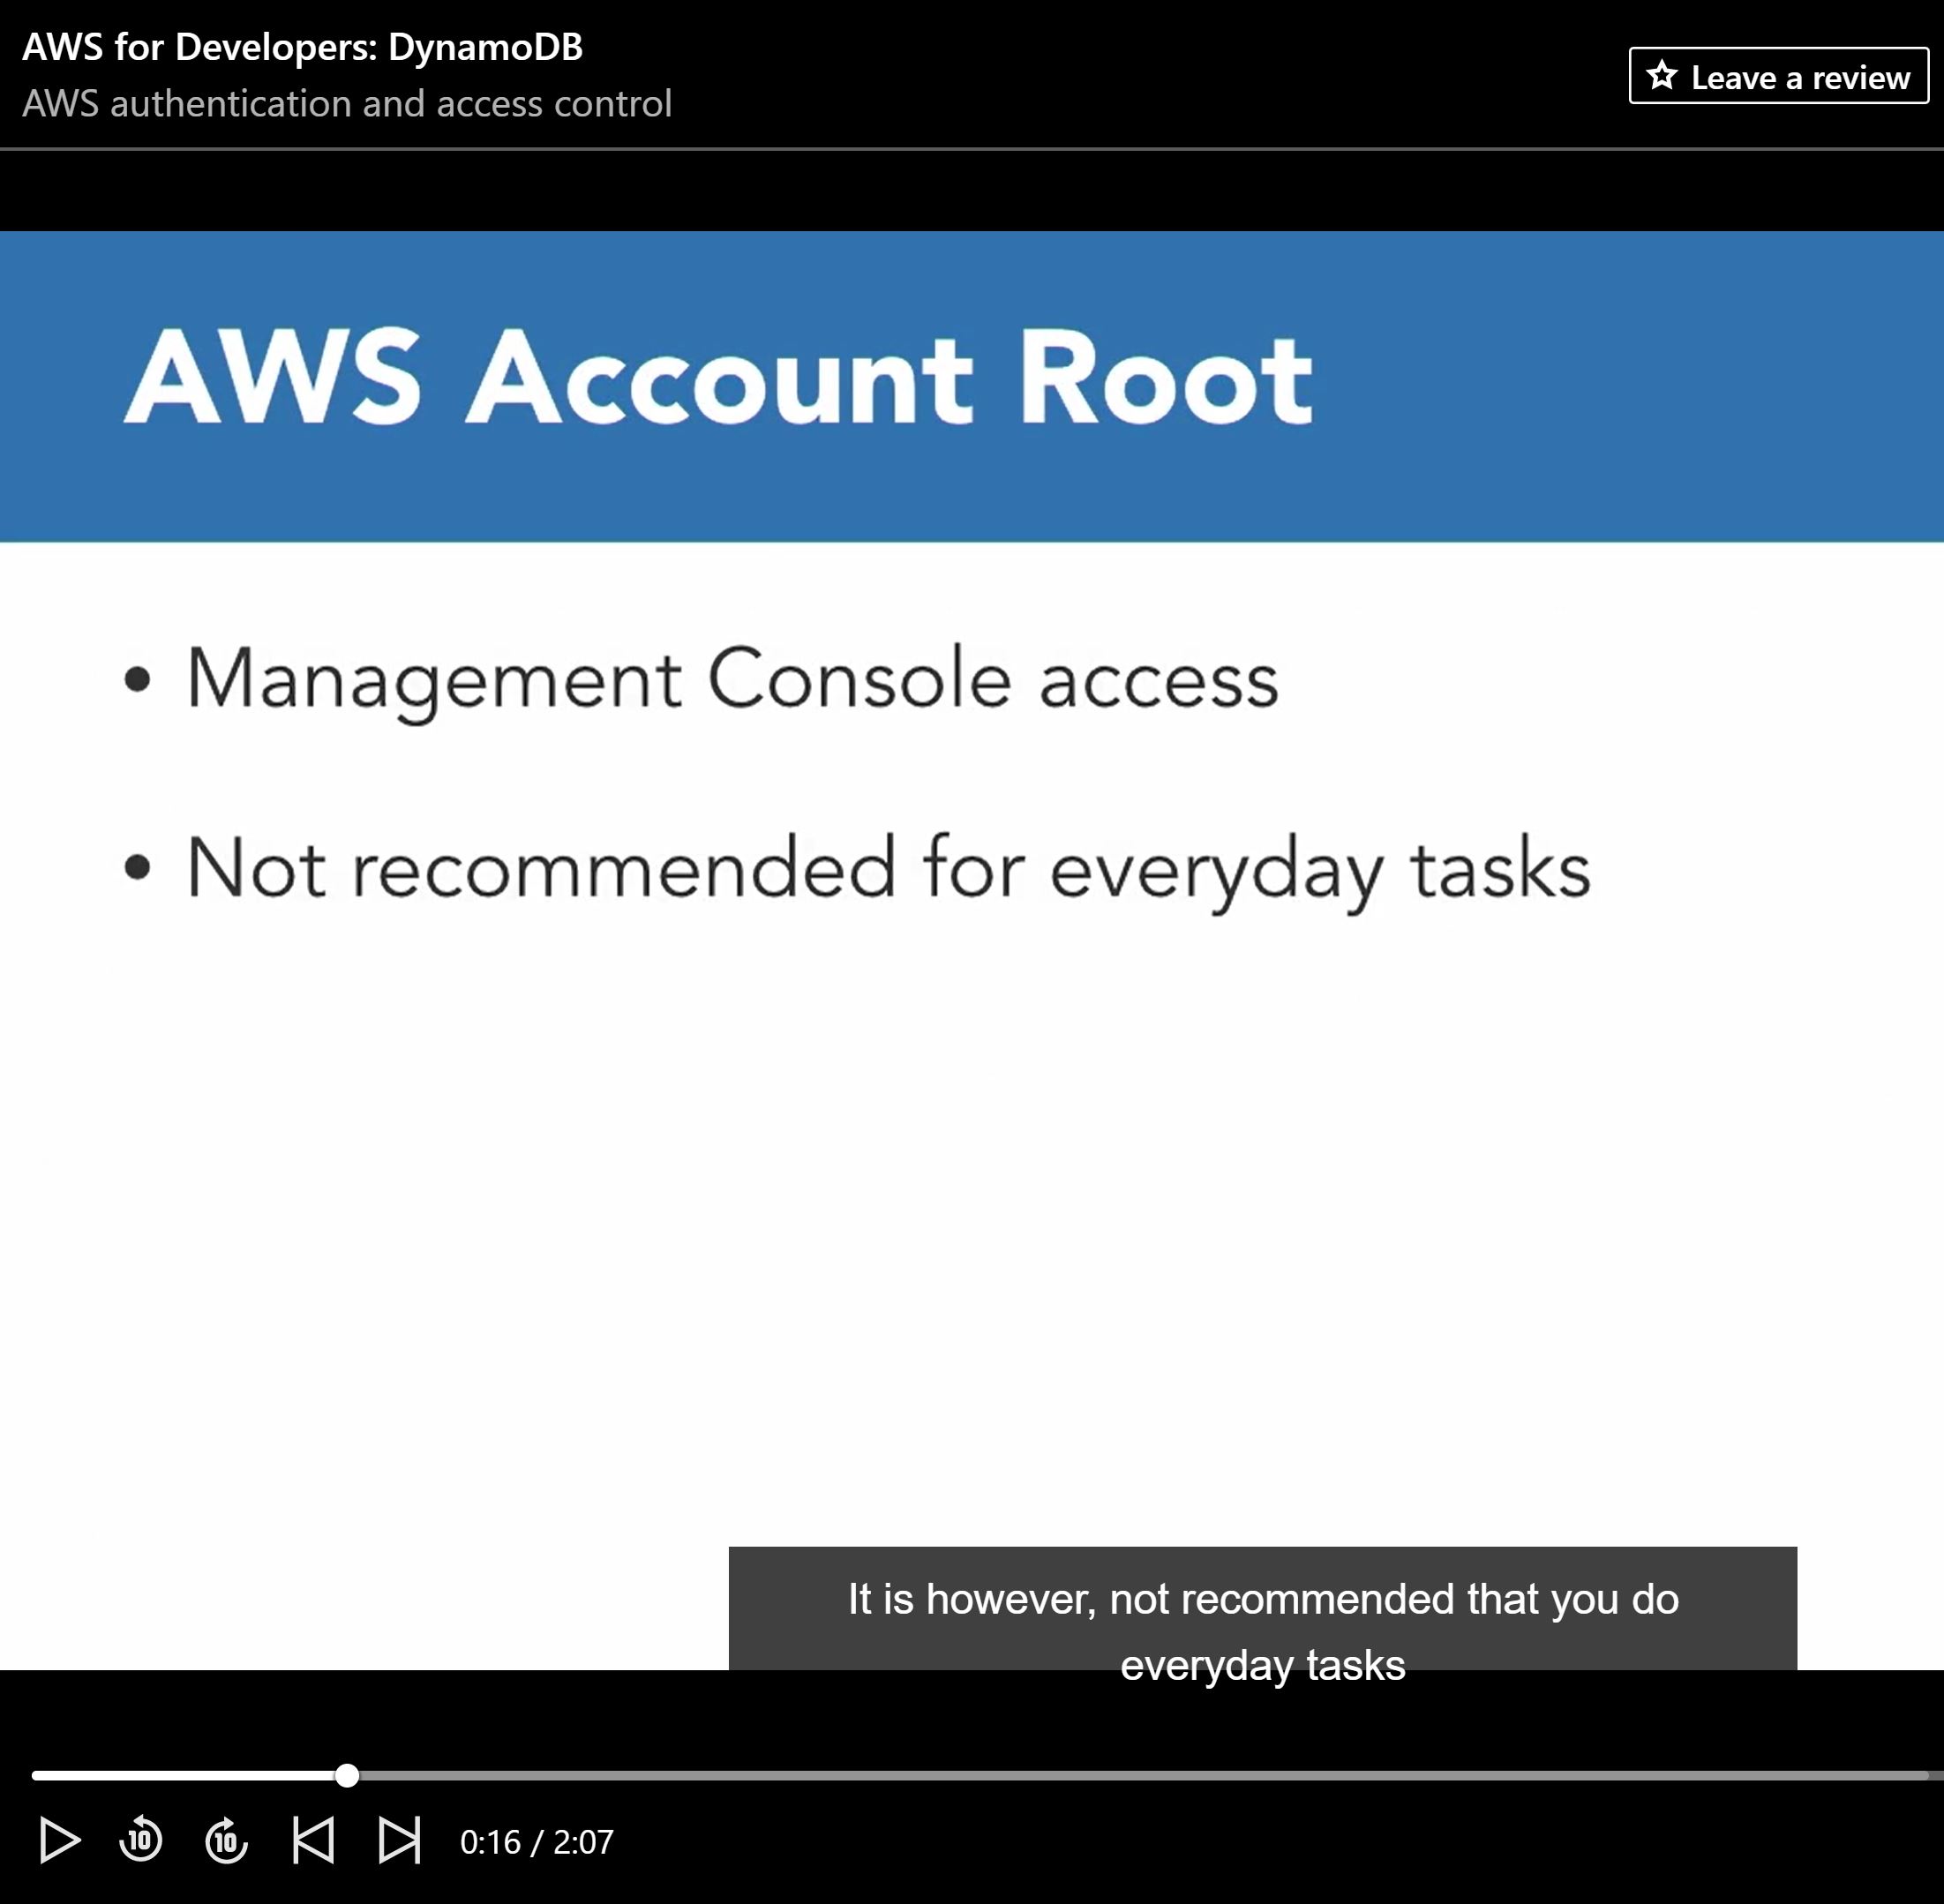 AWS for Developers: DynamoDB
AWS authentication and access control
Leave a review
AWS Account Root
• Management Console access
• Not recommended for everyday tasks
It is however, not recommended that you do
everyday tasks
10
10
0:16 / 2:07